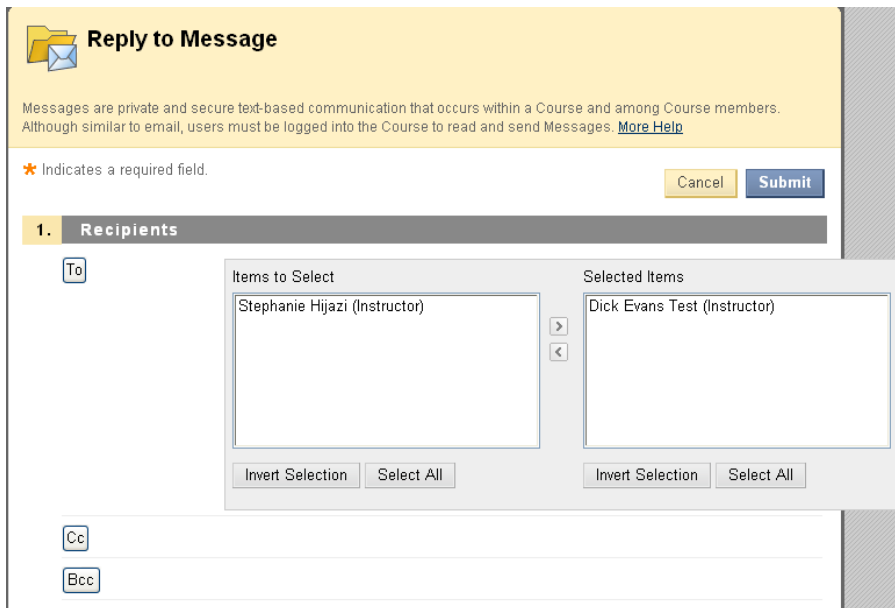 Reply to Message
Messages are private and secure text-based communication that occurs within a Course and among Course members.
Although similar to email, users must be logged into the Course to read and send Messages. More Help
* Indicates a required field.
Cancel
Submit
1. Recipients
To
Items to Select
Selected Items
Stephanie Hijazi (Instructor)
Dick Evans Test (Instructor)
>
<
Invert Selection
Select All
Invert Selection
Select All
Cc
Bcc